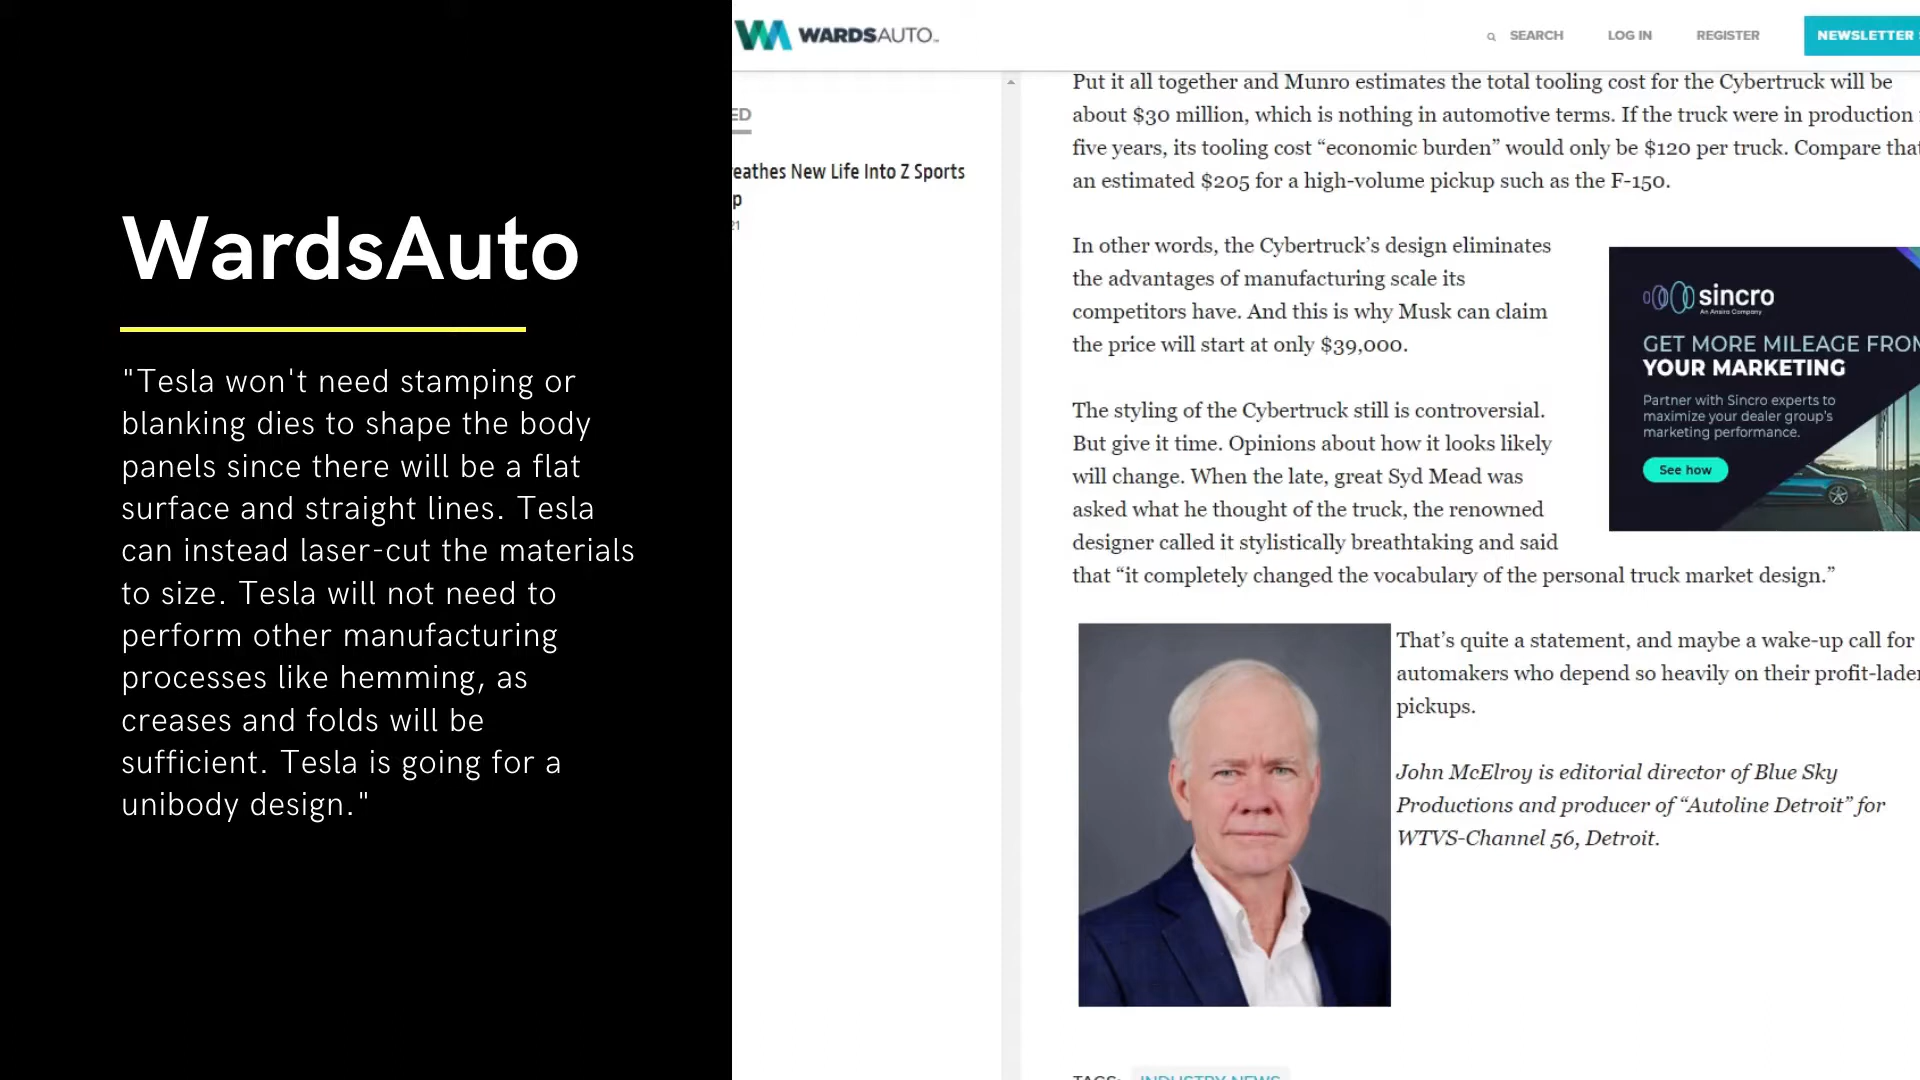 WardsAuto
"Tesla won't need stamping or
blanking dies to shape the body
panels since there will be a flat
surface and straight lines. Tesla
can instead laser-cut the materials
to size. Tesla will not need to
perform other manufacturing
processes like hemming, as
creases and folds will be
sufficient. Tesla is going for a
unibody design."
WARDSAUTO
SEARCH
LOG IN
REGISTER
NEWSLETTER
ED
eathes New Life Into Z Sports
p
21
Put it all together and Munro estimates the total tooling cost for the Cybertruck will be
about $30 million, which is nothing in automotive terms. If the truck were in production
five years, its tooling cost “economic burden” would only be $120 per truck. Compare that
an estimated $205 for a high-volume pickup such as the F-150.
In other words, the Cybertruck’s design eliminates
the advantages of manufacturing scale its
competitors have. And this is why Musk can claim
the price will start at only $39,000.
The styling of the Cybertruck still is controversial.
But give it time. Opinions about how it looks likely
will change. When the late, great Syd Mead was
asked what he thought of the truck, the renowned
designer called it stylistically breathtaking and said
that “it completely changed the vocabulary of the personal truck market design.”
sincro
An Ansira Company
GET MORE MILEAGE FROM
YOUR MARKETING
Partner with Sincro experts to
maximize your dealer group's
marketing performance.
See how
That’s quite a statement, and maybe a wake-up call for
automakers who depend so heavily on their profit-laden
pickups.
John McElroy is editorial director of Blue Sky
Productions and producer of “Autoline Detroit” for
WTVS-Channel 56, Detroit.
TAGS: INDUSTRY NEWS